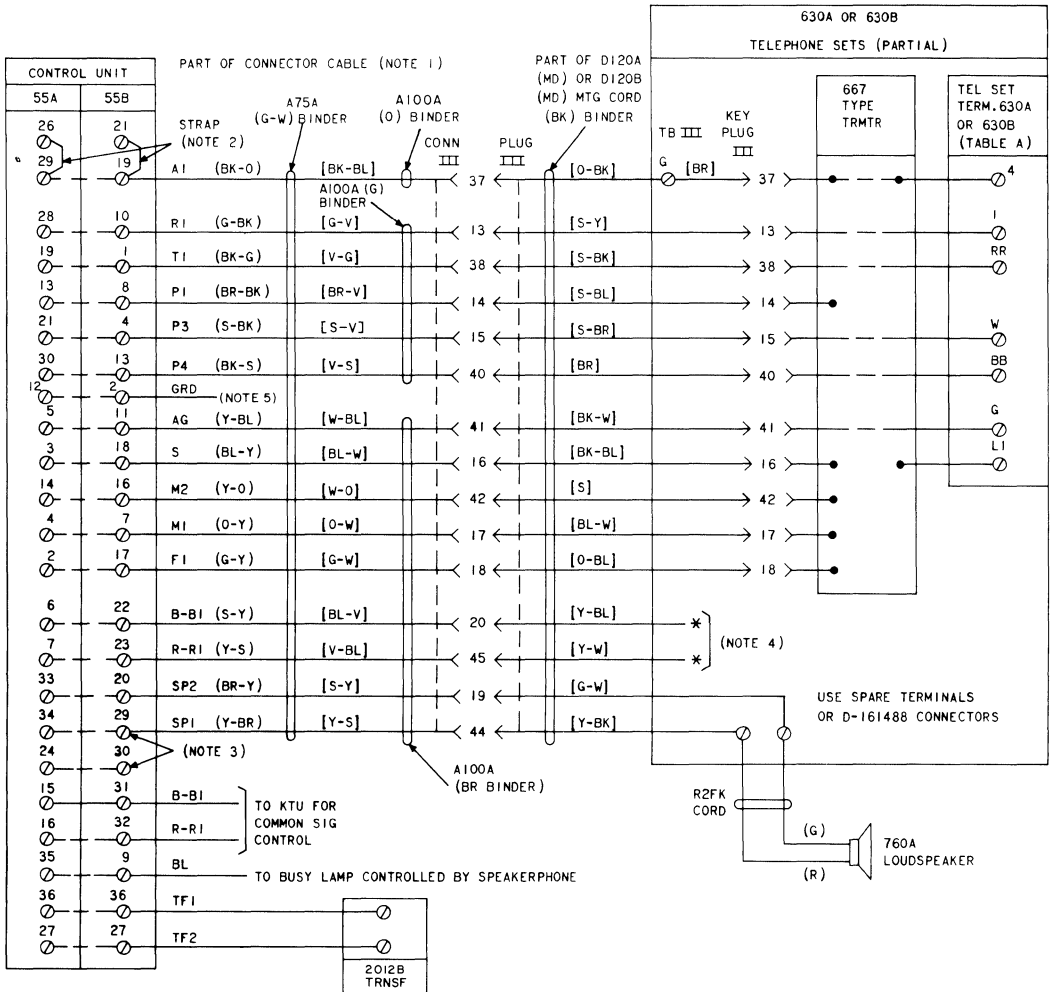 630A OR 630B
TELEPHONE SETS (PARTIAL)
CONTROL UNIT
55A 55B
PART OF CONNECTOR CABLE (NOTE 1)
A75A
(G-W) BINDER
A100A
(O) BINDER
PART OF D120A
(MD) OR D120B
(MD) MTG CORD
(BK) BINDER
667
TYPE
TRMTR
TEL SET
TERM. 630A
OR 630B
(TABLE A)
26 21
STRAP
(NOTE 2)
CONN
III
PLUG
III
TB III
KEY
PLUG
III
29 19 A1 (BK-O) [BK-BL] 37 [O-BK] G [BR] 37 4
A100A (G)
BINDER
28 10 R1 (G-BK) [G-V] 13 [S-Y] 13 1
19 1 T1 (BK-G) [V-G] 38 [S-BK] 38 RR
13 8 P1 (BR-BK) [BR-V] 14 [S-BL] 14
21 4 P3 (S-BK) [S-V] 15 [S-BR] 15 W
30 13 P4 (BK-S) [V-S] 40 [BR] 40 BB
12 2 GRD (NOTE 5)
5 11 AG (Y-BL) [W-BL] 41 [BK-W] 41 G
3 18 S (BL-Y) [BL-W] 16 [BK-BL] 16 L1
14 16 M2 (Y-O) [W-O] 42 [S] 42
4 7 M1 (O-Y) [O-W] 17 [BL-W] 17
2 17 F1 (G-Y) [G-W] 18 [O-BL] 18
6 22 B-B1 (S-Y) [BL-V] 20 [Y-BL] *
(NOTE 4)
7 23 R-R1 (Y-S) [V-BL] 45 [Y-W] *
33 20 SP2 (BR-Y) [S-Y] 19 [G-W]
USE SPARE TERMINALS
OR D-161488 CONNECTORS
34 29 SP1 (Y-BR) [Y-S] 44 [Y-BK]
(NOTE 3)
24 30
A100A
(BR BINDER)
15 31 B-B1
TO KTU FOR
COMMON SIG
CONTROL
16 32 R-R1
R2FK
CORD
(G)
(R)
760A
LOUDSPEAKER
35 9 BL TO BUSY LAMP CONTROLLED BY SPEAKERPHONE
36 36 TF1
27 27 TF2
2012B
TRNSF